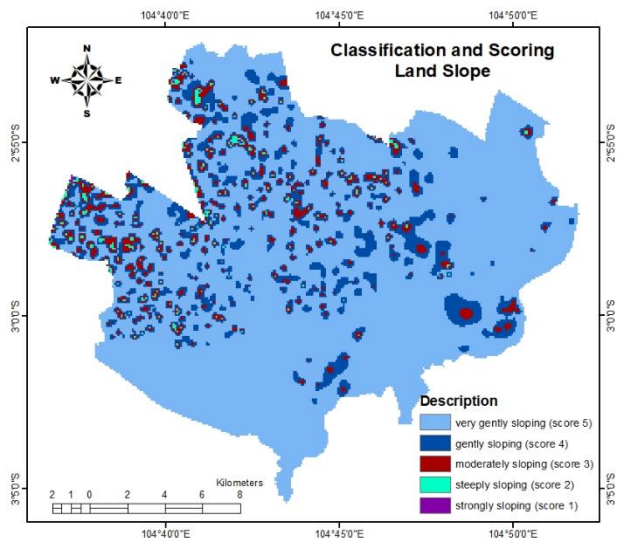 104°40'0"E 104°45'0"E 104°50'0"E
Classification and Scoring
Land Slope
N
W E
S
2°55'0"S 2°55'0"S
3°0'0"S 3°0'0"S
3°5'0"S 3°5'0"S
Description
very gently sloping (score 5)
gently sloping (score 4)
moderately sloping (score 3)
steeply sloping (score 2)
strongly sloping (score 1)
Kilometers
2 1 0 2 4 6 8
104°40'0"E 104°45'0"E 104°50'0"E